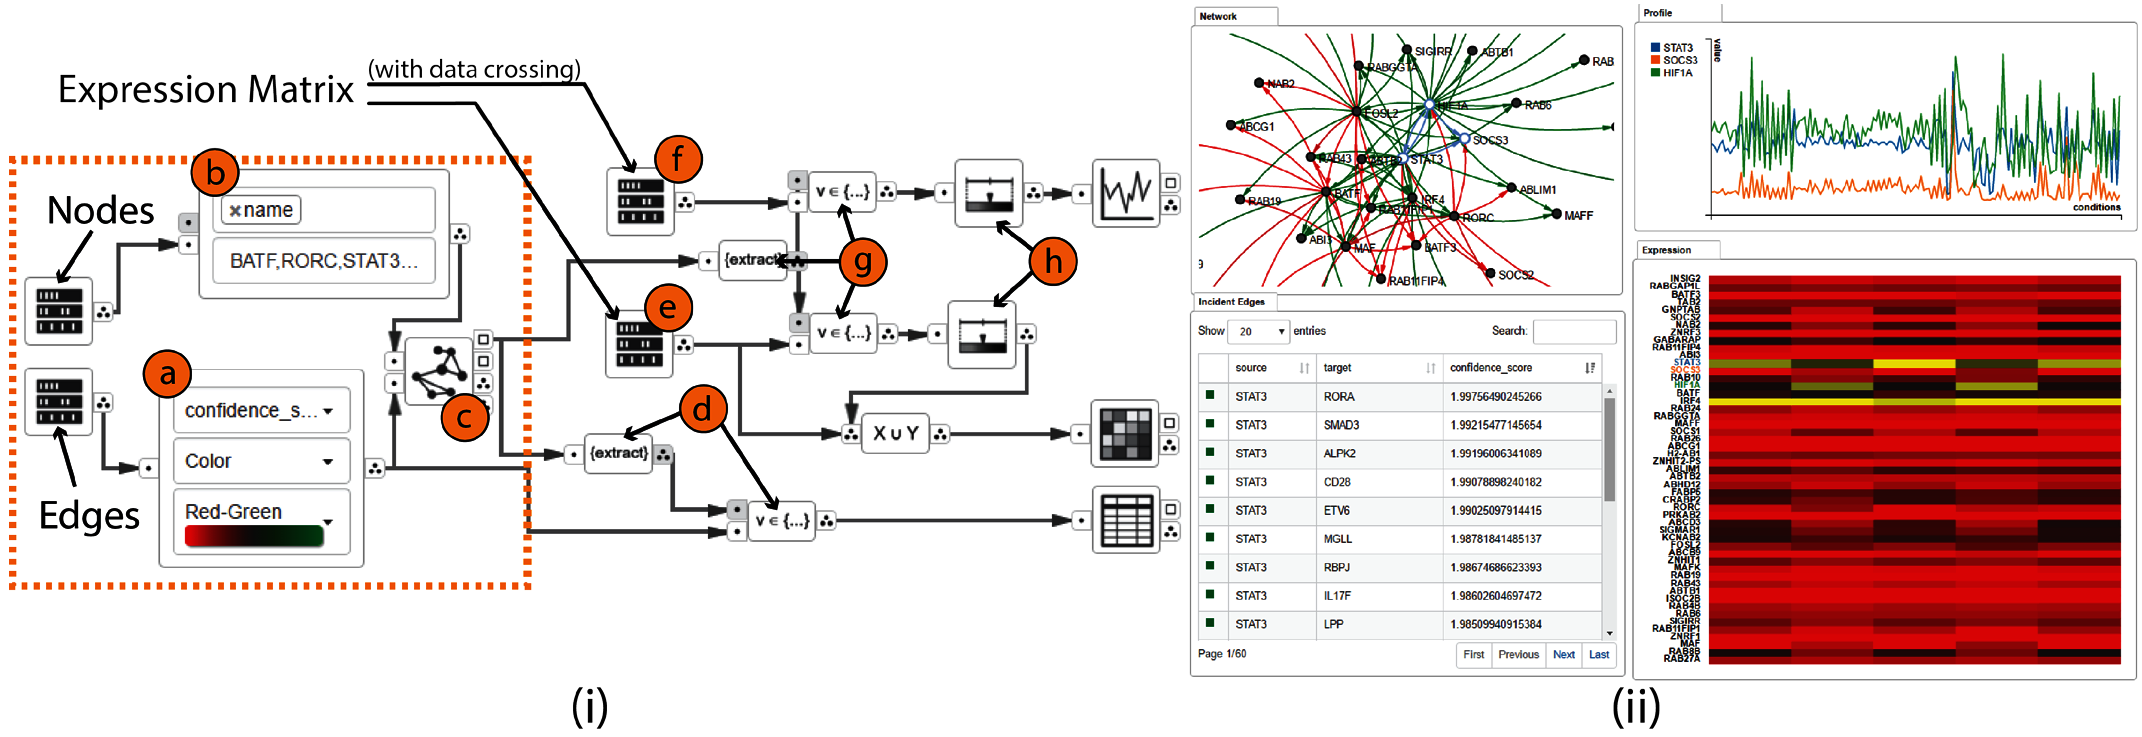 Expression Matrix
(with data crossing)
f
b
Nodes
×name
BATF,RORC,STAT3...
v ∈ {...}
{extract}
g
h
e
v ∈ {...}
a
confidence_s...
Color
Red-Green
c
d
{extract}
X ∪ Y
v ∈ {...}
Edges
(i)
Network
SIGIRR
ABTB1
RAB
RABGGTA
NAB2
HIF1A
RAB6
FOSL2
ABCG1
SOCS3
RAB43
STAT3
BATF
ABLIM1
RAB19
IRF4
RAB11FIP1
RORC
MAFF
ABI3
MAF
BATF3
9
SOCS2
RAB11FIP4
Incident Edges
Show 20 entries Search:
source target confidence_score
STAT3 RORA 1.99756490245266
STAT3 SMAD3 1.99215477145654
STAT3 ALPK2 1.99196006341089
STAT3 CD28 1.99078898240182
STAT3 ETV6 1.99025097914415
STAT3 MGLL 1.98781841485137
STAT3 RBPJ 1.98674686623393
STAT3 IL17F 1.98602604697472
STAT3 LPP 1.98509940915384
Page 1/60 First Previous Next Last
Profile
STAT3
SOCS3
HIF1A
value
conditions
Expression
INSIG2
RABGAP1L
BATF3
TAB2
GNPTAB
SOCS2
NAB2
ZNRF3
GABARAP
RAB11FIP4
ABI3
STAT3
SOCS3
RAB10
HIF1A
BATF
IRF4
RAB24
RABGGTA
MAFF
SOCS1
RAB26
ABCG1
H2-AB1
ZNHIT2-PS
ABLIM1
ABTB2
ABHD12
FABP5
CRABP2
RORC
PRKAB2
ABCD3
SIGMAR1
KCNAB2
FOSL2
ABCB9
ZNHIT1
MAFK
RAB19
RAB43
ABTB1
ISOC2B
RAB4B
RAB6
SIGIRR
RAB11FIP1
ZNRF1
MAF
RAB8B
RAB27A
(ii)